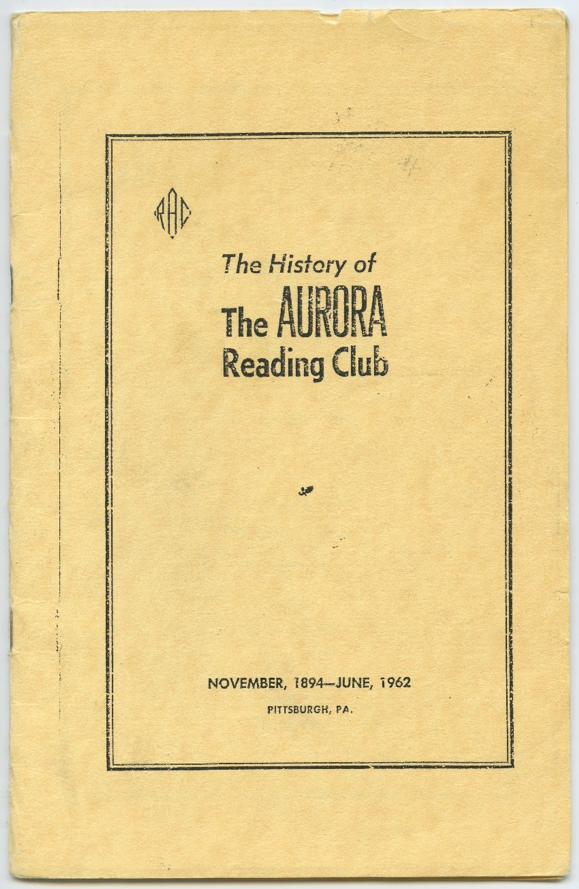 RAC
The History of
The AURORA
Reading Club
NOVEMBER, 1894—JUNE, 1962
PITTSBURGH, PA.